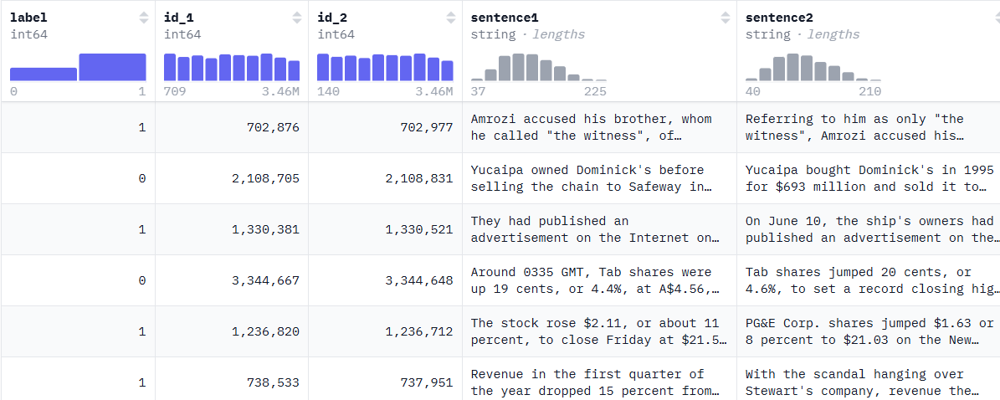 label id_1 id_2 sentence1 sentence2
int64 int64 int64 string · lengths string · lengths
0 1 709 3.46M 140 3.46M 37 225 40 210
1 702,876 702,977 Amrozi accused his brother, whom Referring to him as only "the
he called "the witness", of… witness", Amrozi accused his…
0 2,108,705 2,108,831 Yucaipa owned Dominick's before Yucaipa bought Dominick's in 1995
selling the chain to Safeway in… for $693 million and sold it to…
1 1,330,381 1,330,521 They had published an On June 10, the ship's owners had
advertisement on the Internet on… published an advertisement on the…
0 3,344,667 3,344,648 Around 0335 GMT, Tab shares were Tab shares jumped 20 cents, or
up 19 cents, or 4.4%, at A$4.56,… 4.6%, to set a record closing hig…
1 1,236,820 1,236,712 The stock rose $2.11, or about 11 PG&E Corp. shares jumped $1.63 or
percent, to close Friday at $21.5… 8 percent to $21.03 on the New…
1 738,533 737,951 Revenue in the first quarter of With the scandal hanging over
the year dropped 15 percent from… Stewart's company, revenue the…